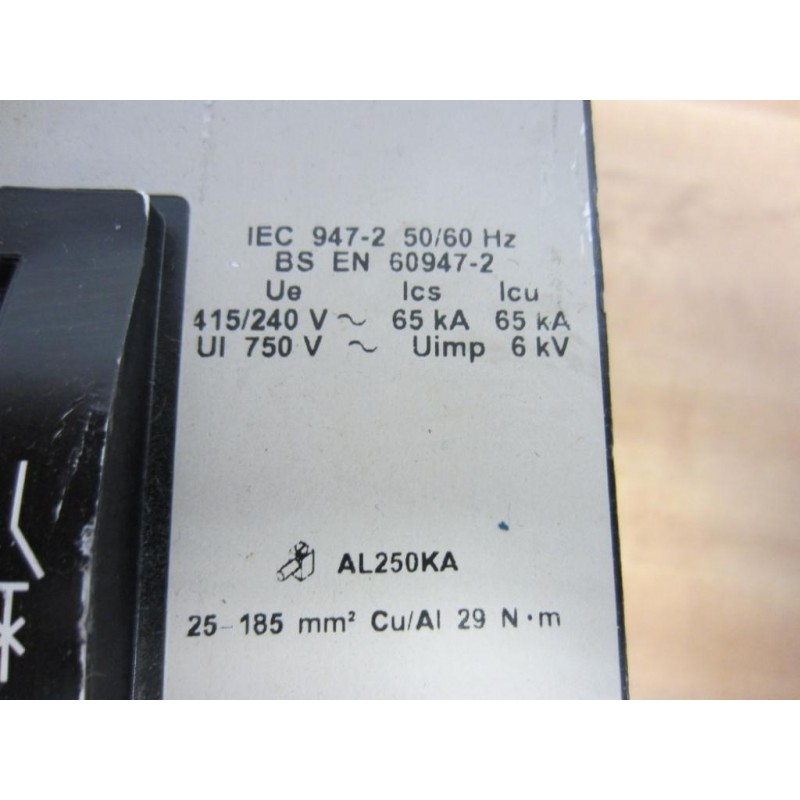 IEC 947-2 50/60 Hz
BS EN 60947-2
Ue Ics Icu
415/240 V ~ 65 kA 65 kA
UI 750 V ~ Uimp 6 kV
AL250KA
25-185 mm² Cu/Al 29 N·m